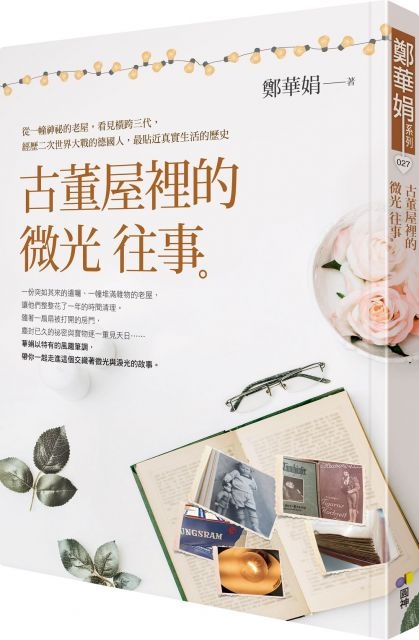 鄭華娟 著
從一幢神祕的老屋，看見橫跨三代，
經歷二次世界大戰的德國人，最貼近真實生活的歷史
古董屋裡的
微光 往事。
一份突如其來的遺囑、一幢堆滿雜物的老屋，
讓他們整整花了一年的時間清理。
隨著一扇扇被打開的房門，
塵封已久的祕密與寶物逐一重見天日……
華娟以特有的風趣筆調，
帶你一起走進這個交織著微光與淚光的故事。
UNGSRAM
鄭華娟
系列
027
古董屋裡的
微光 往事。
圓神